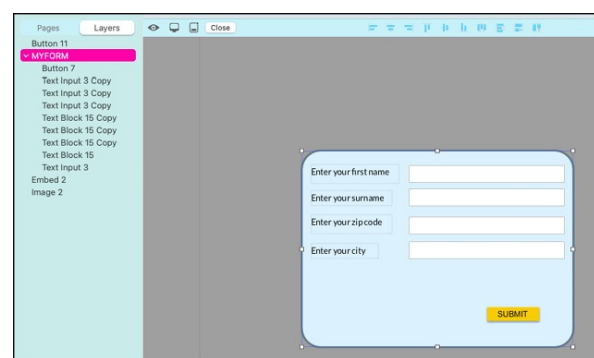 Pages Layers Close
Button 11
MYFORM
Button 7
Text Input 3 Copy
Text Input 3 Copy
Text Input 3 Copy
Text Block 15 Copy
Text Block 15 Copy
Text Block 15 Copy
Text Block 15
Text Input 3
Embed 2
Image 2
Enter your first name
Enter your surname
Enter your zip code
Enter your city
SUBMIT